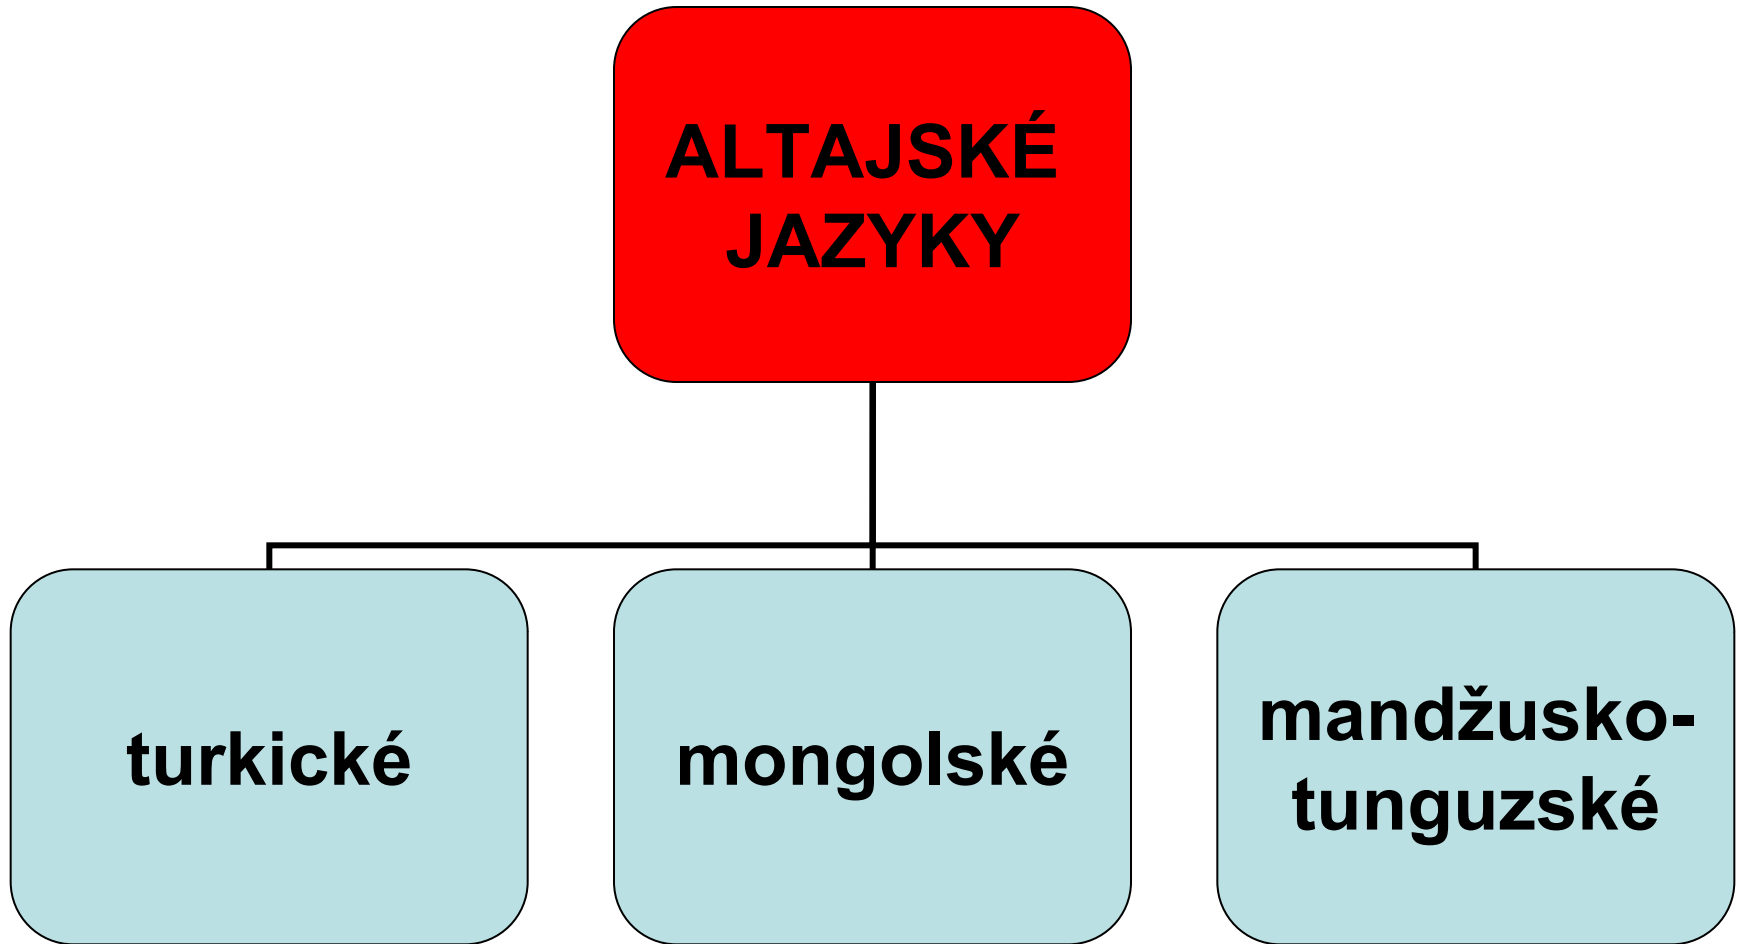 ALTAJSKÉ
JAZYKY
turkické
mongolské
mandžusko-
tunguzské